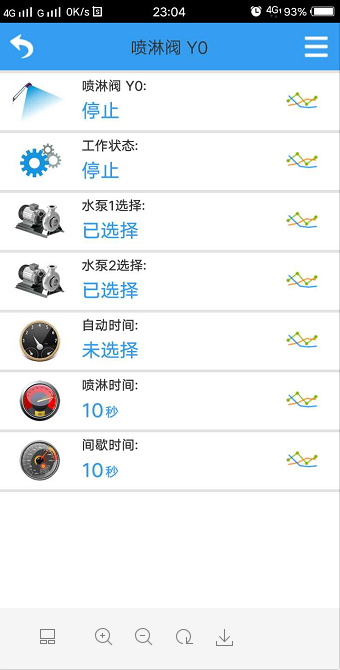 4G G 0K/s 23:04 4G 93%
喷淋阀 Y0
喷淋阀 Y0:
停止
工作状态:
停止
水泵1选择:
已选择
水泵2选择:
已选择
自动时间:
未选择
喷淋时间:
10秒
间歇时间:
10秒